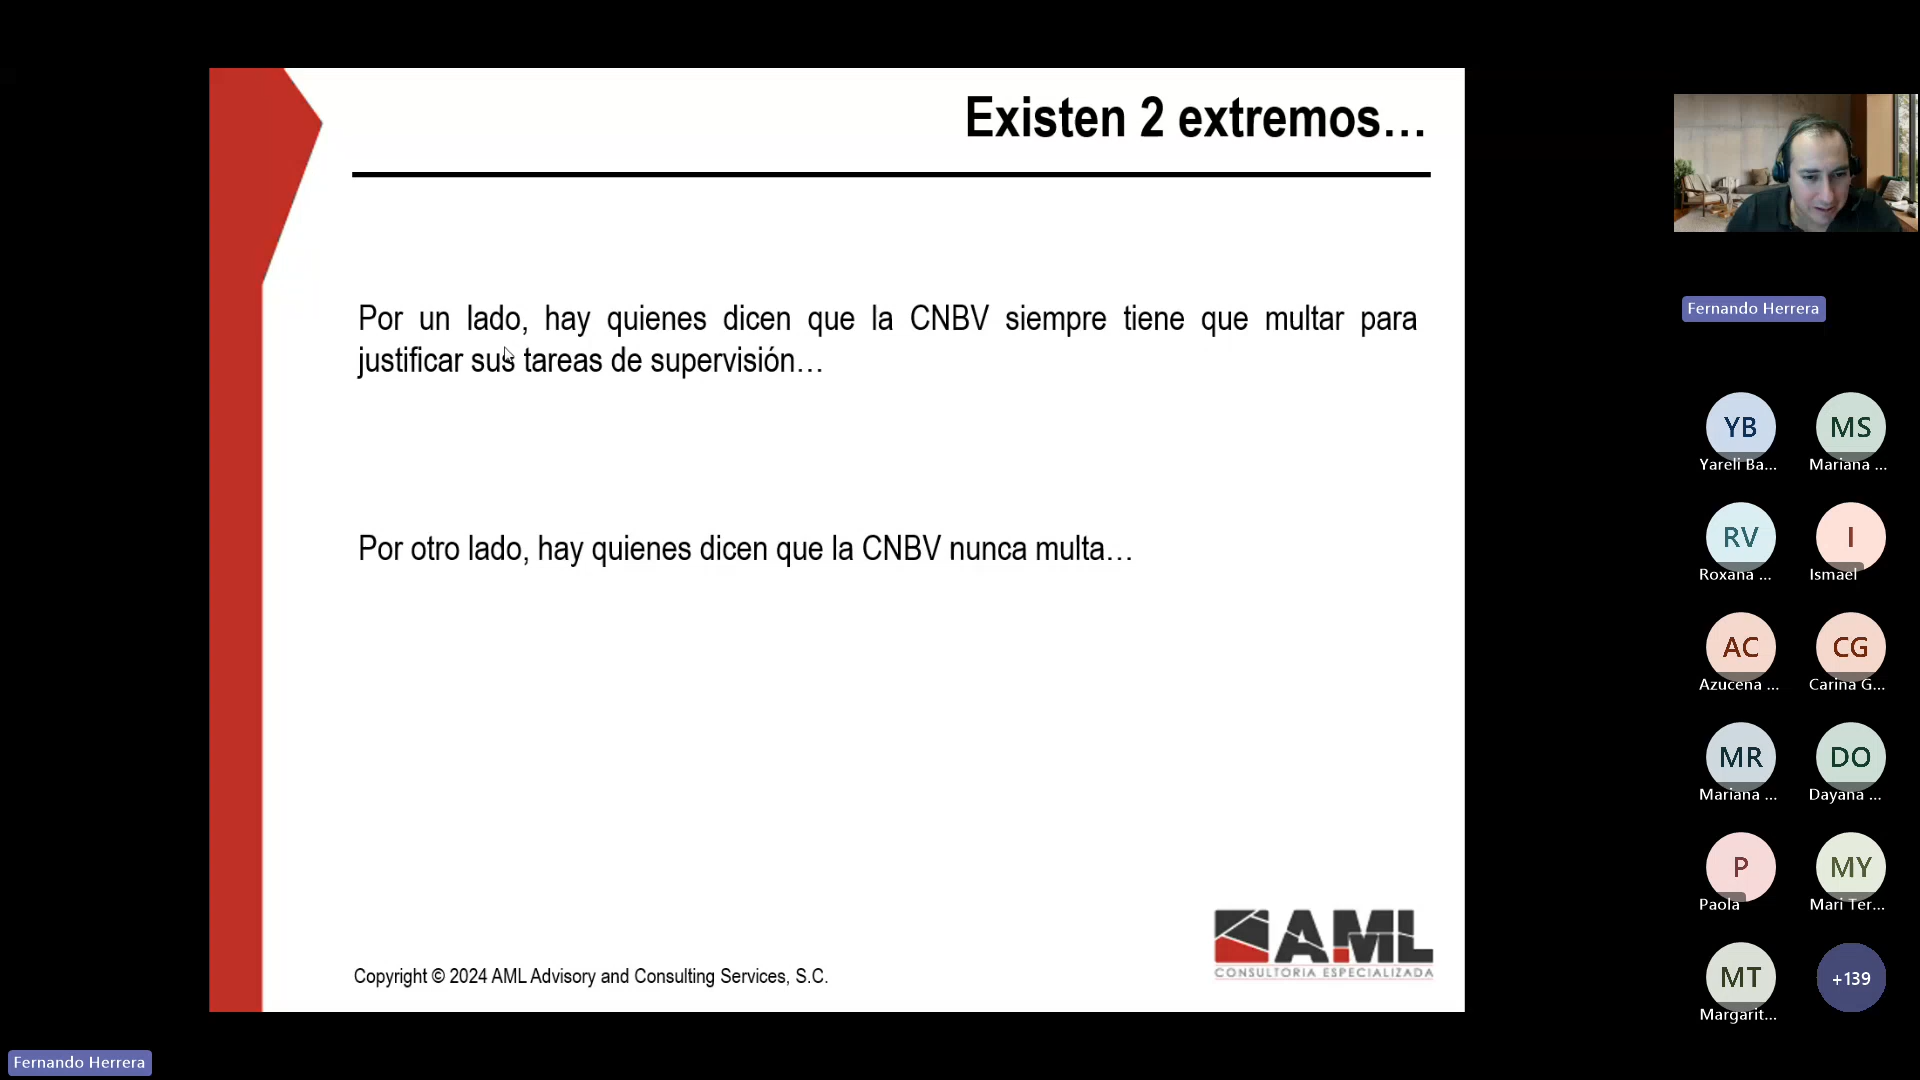 Existen 2 extremos…
Por un lado, hay quienes dicen que la CNBV siempre tiene que multar para
justificar sus tareas de supervisión…
Por otro lado, hay quienes dicen que la CNBV nunca multa…
Copyright © 2024 AML Advisory and Consulting Services, S.C.
AML
CONSULTORIA ESPECIALIZADA
Fernando Herrera
YB
Yareli Ba...
MS
Mariana ...
RV
Roxana ...
I
Ismael
AC
Azucena ...
CG
Carina G...
MR
Mariana ...
DO
Dayana ...
P
Paola
MY
Mari Ter...
MT
Margarit...
+139
Fernando Herrera